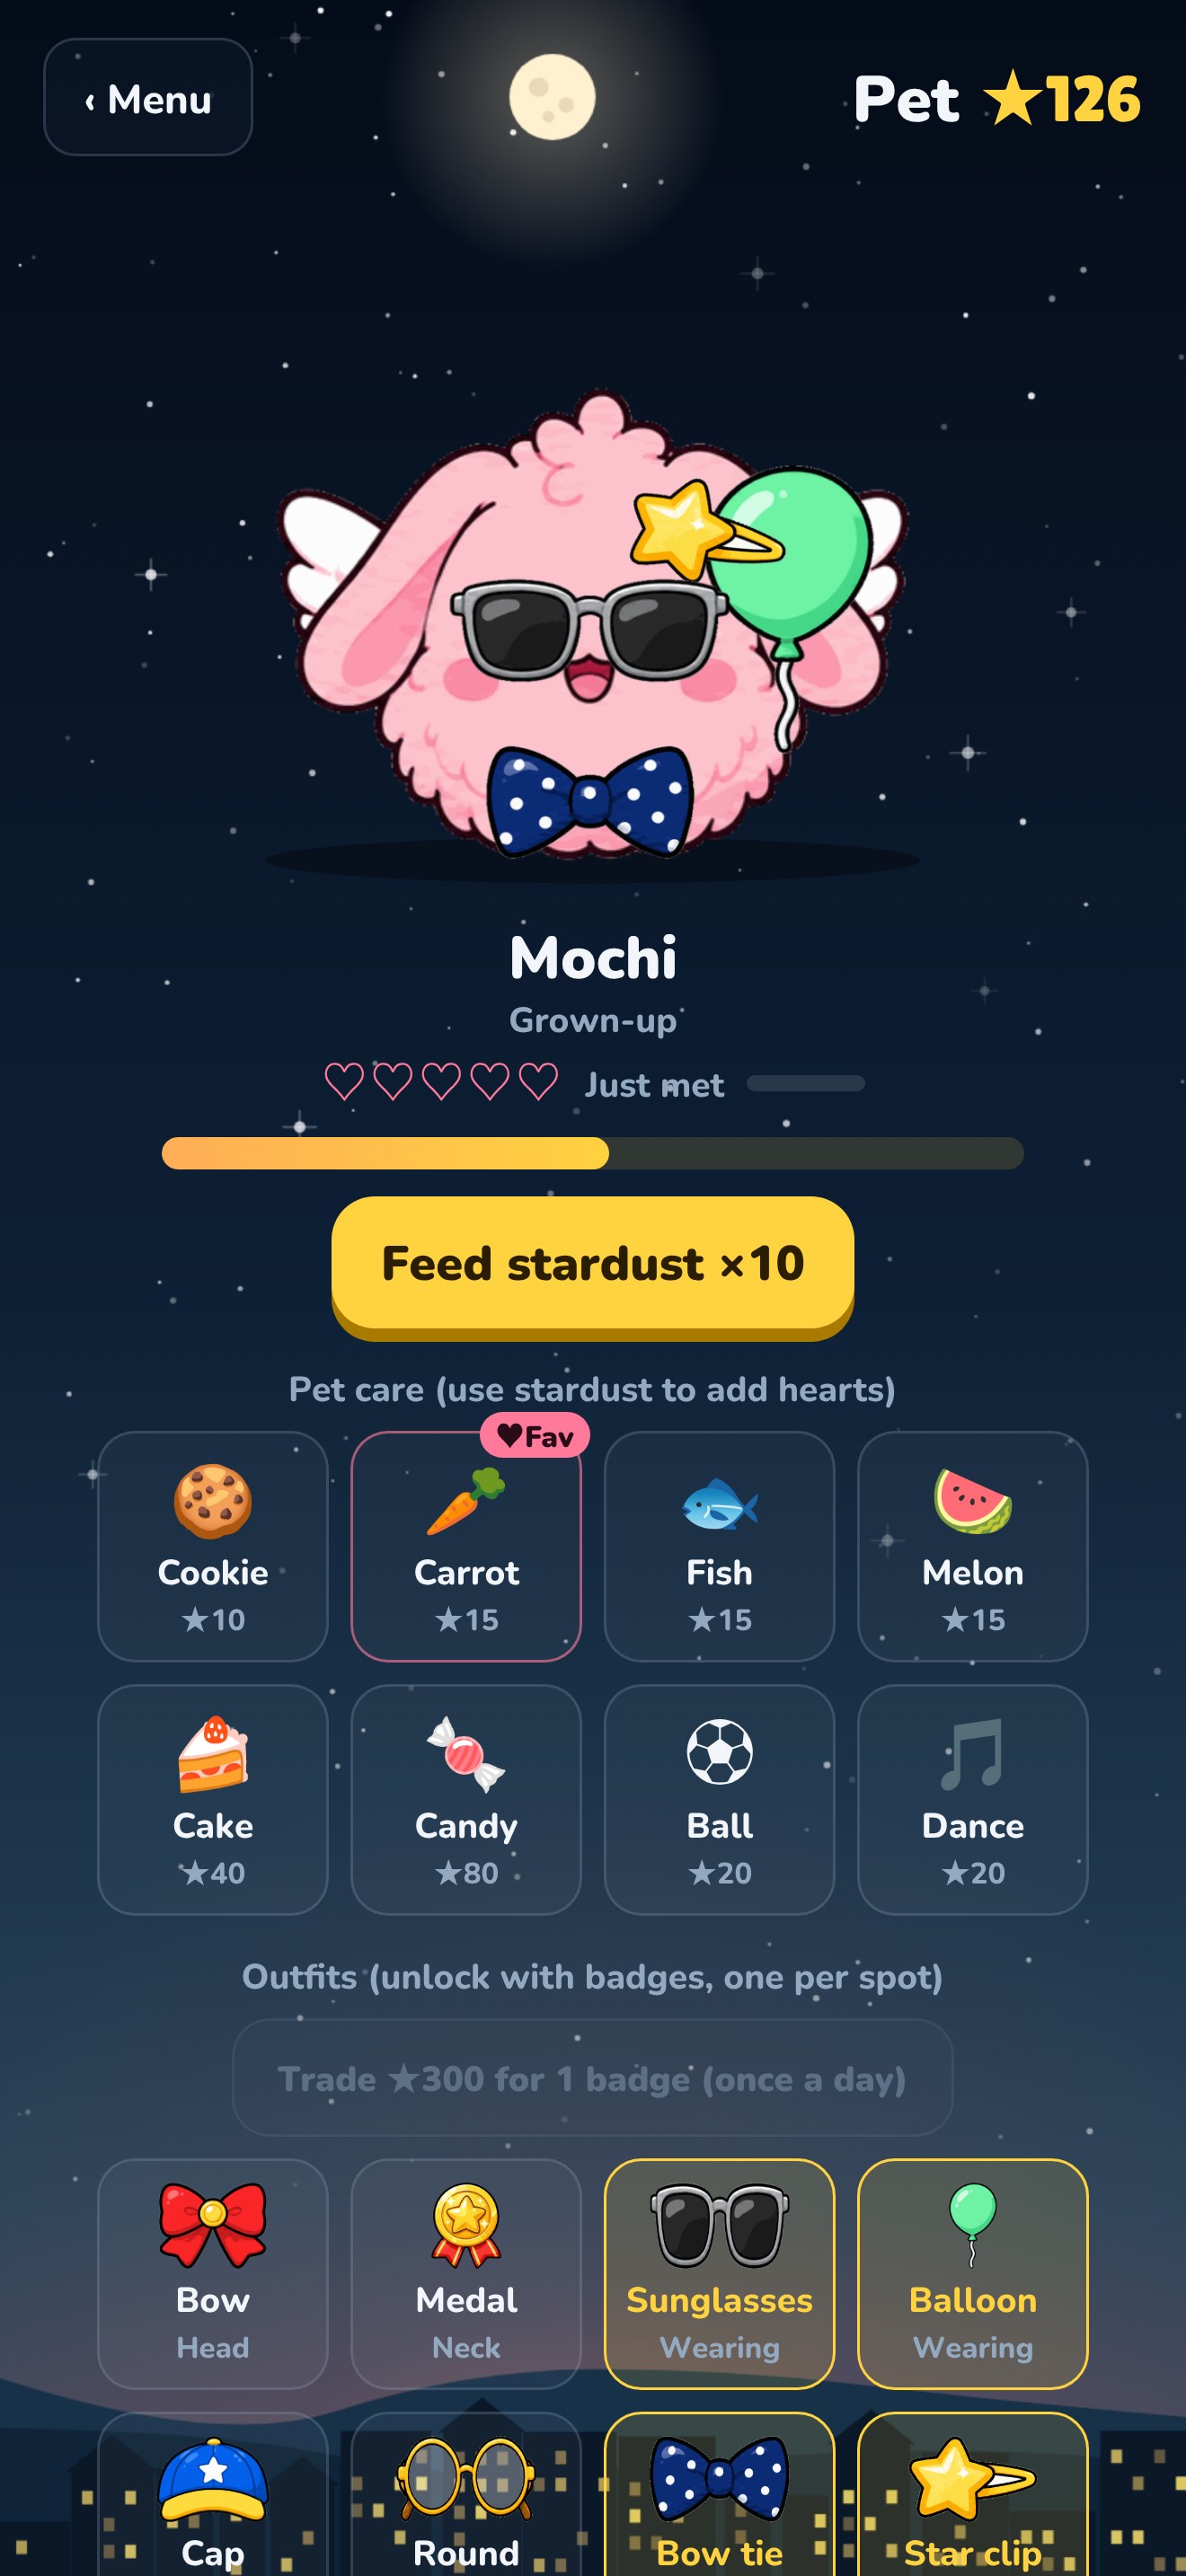 ‹ Menu
Pet ★126
Mochi
Grown-up
♡♡♡♡♡ Just met
Feed stardust ×10
Pet care (use stardust to add hearts)
♥Fav
Cookie
★10
Carrot
★15
Fish
★15
Melon
★15
Cake
★40
Candy
★80
Ball
★20
Dance
★20
Outfits (unlock with badges, one per spot)
Trade ★300 for 1 badge (once a day)
Bow
Head
Medal
Neck
Sunglasses
Wearing
Balloon
Wearing
Cap
Round
Bow tie
Star clip